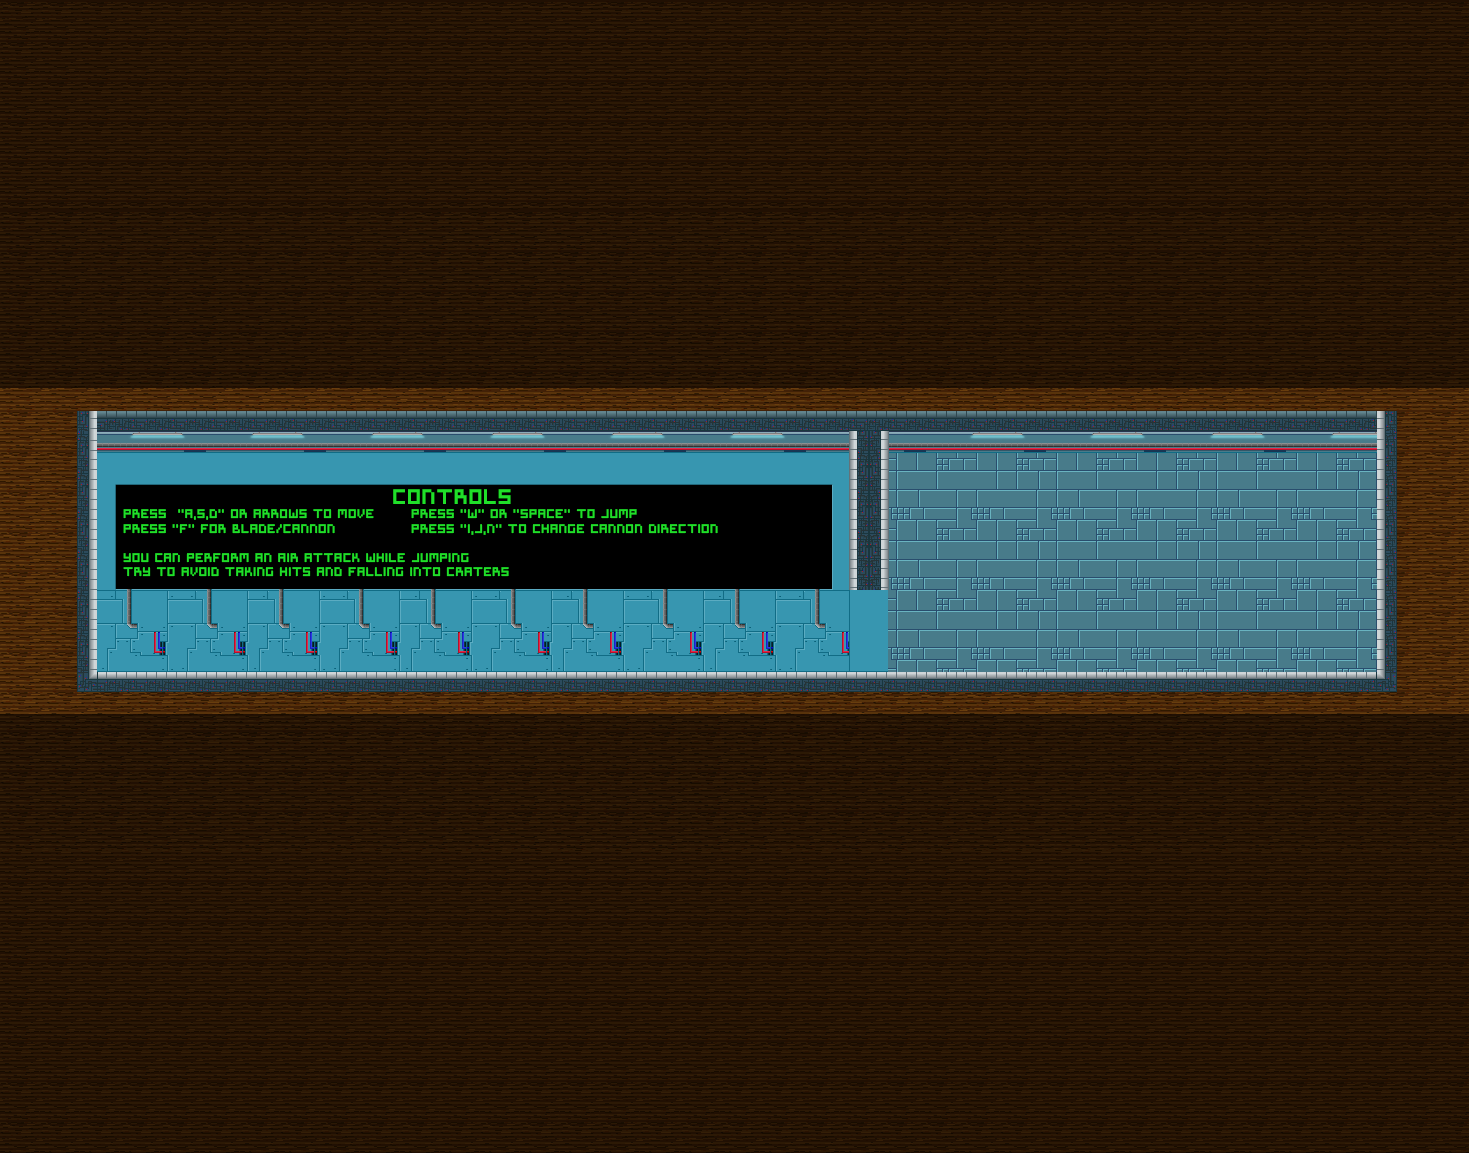 CONTROLS
PRESS "A,S,D" OR ARROWS TO MOVE PRESS "W" OR "SPACE" TO JUMP
PRESS "F" FOR BLADE/CANNON PRESS "I,J,N" TO CHANGE CANNON DIRECTION
YOU CAN PERFORM AN AIR ATTACK WHILE JUMPING
TRY TO AVOID TAKING HITS AND FALLING INTO CRATERS